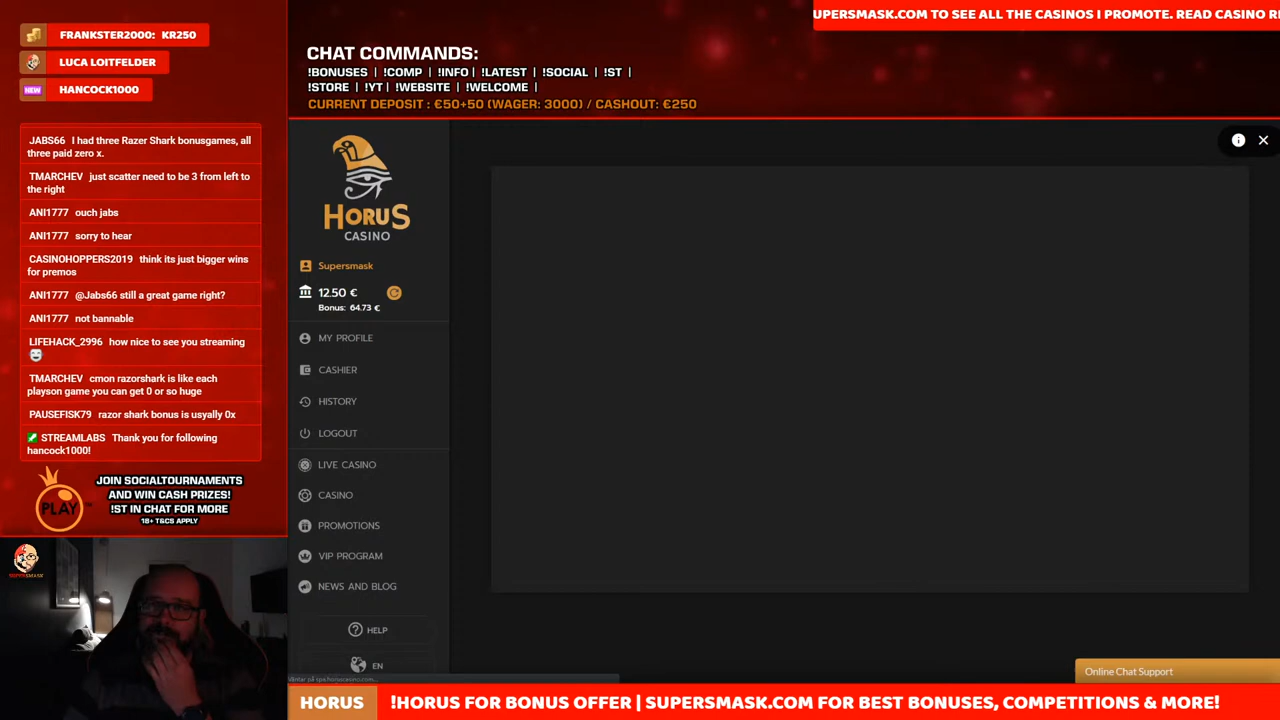 FRANKSTER2000: KR250
LUCA LOITFELDER
NEW HANCOCK1000
JABS66 I had three Razer Shark bonusgames, all
three paid zero x.
TMARCHEV just scatter need to be 3 from left to
the right
ANI1777 ouch jabs
ANI1777 sorry to hear
CASINOHOPPERS2019 think its just bigger wins
for premos
ANI1777 @Jabs66 still a great game right?
ANI1777 not bannable
LIFEHACK_2996 how nice to see you streaming
TMARCHEV cmon razorshark is like each
playson game you can get 0 or so huge
PAUSEFISK79 razor shark bonus is usyally 0x
STREAMLABS Thank you for following
hancock1000!
PLAY™
JOIN SOCIALTOURNAMENTS
AND WIN CASH PRIZES!
!ST IN CHAT FOR MORE
18+ T&CS APPLY
SUPERSMASK
UPERSMASK.COM TO SEE ALL THE CASINOS I PROMOTE. READ CASINO RE
CHAT COMMANDS:
!BONUSES | !COMP | !INFO | !LATEST | !SOCIAL | !ST |
!STORE | !YT | !WEBSITE | !WELCOME |
CURRENT DEPOSIT : €50+50 (WAGER: 3000) / CASHOUT: €250
HORUS
CASINO
Supersmask
12.50 €
Bonus: 64.73 €
MY PROFILE
CASHIER
HISTORY
LOGOUT
LIVE CASINO
CASINO
PROMOTIONS
VIP PROGRAM
NEWS AND BLOG
HELP
EN
Väntar på spa.horuscasino.com...
Online Chat Support
HORUS !HORUS FOR BONUS OFFER | SUPERSMASK.COM FOR BEST BONUSES, COMPETITIONS & MORE!